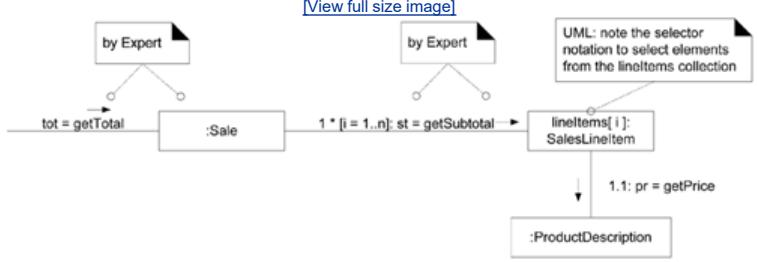 [View full size image]
by Expert
by Expert
UML: note the selector
notation to select elements
from the lineItems collection
tot = getTotal
:Sale
1 * [i = 1..n]: st = getSubtotal
lineItems[ i ]:
SalesLineItem
1.1: pr = getPrice
:ProductDescription